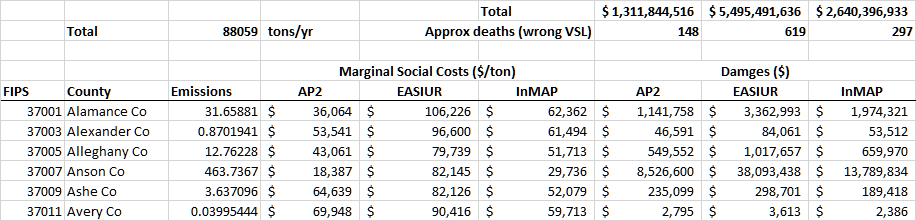 Total $ 1,311,844,516 $ 5,495,491,636 $ 2,640,396,933
Total 88059 tons/yr Approx deaths (wrong VSL) 148 619 297
Marginal Social Costs ($/ton) Damges ($)
FIPS County Emissions AP2 EASIUR InMAP AP2 EASIUR InMAP
37001 Alamance Co 31.65881 $ 36,064 $ 106,226 $ 62,362 $ 1,141,758 $ 3,362,993 $ 1,974,321
37003 Alexander Co 0.8701941 $ 53,541 $ 96,600 $ 61,494 $ 46,591 $ 84,061 $ 53,512
37005 Alleghany Co 12.76228 $ 43,061 $ 79,739 $ 51,713 $ 549,552 $ 1,017,657 $ 659,970
37007 Anson Co 463.7367 $ 18,387 $ 82,145 $ 29,736 $ 8,526,600 $ 38,093,438 $ 13,789,834
37009 Ashe Co 3.637096 $ 64,639 $ 82,126 $ 52,079 $ 235,099 $ 298,701 $ 189,418
37011 Avery Co 0.03995444 $ 69,948 $ 90,416 $ 59,713 $ 2,795 $ 3,613 $ 2,386